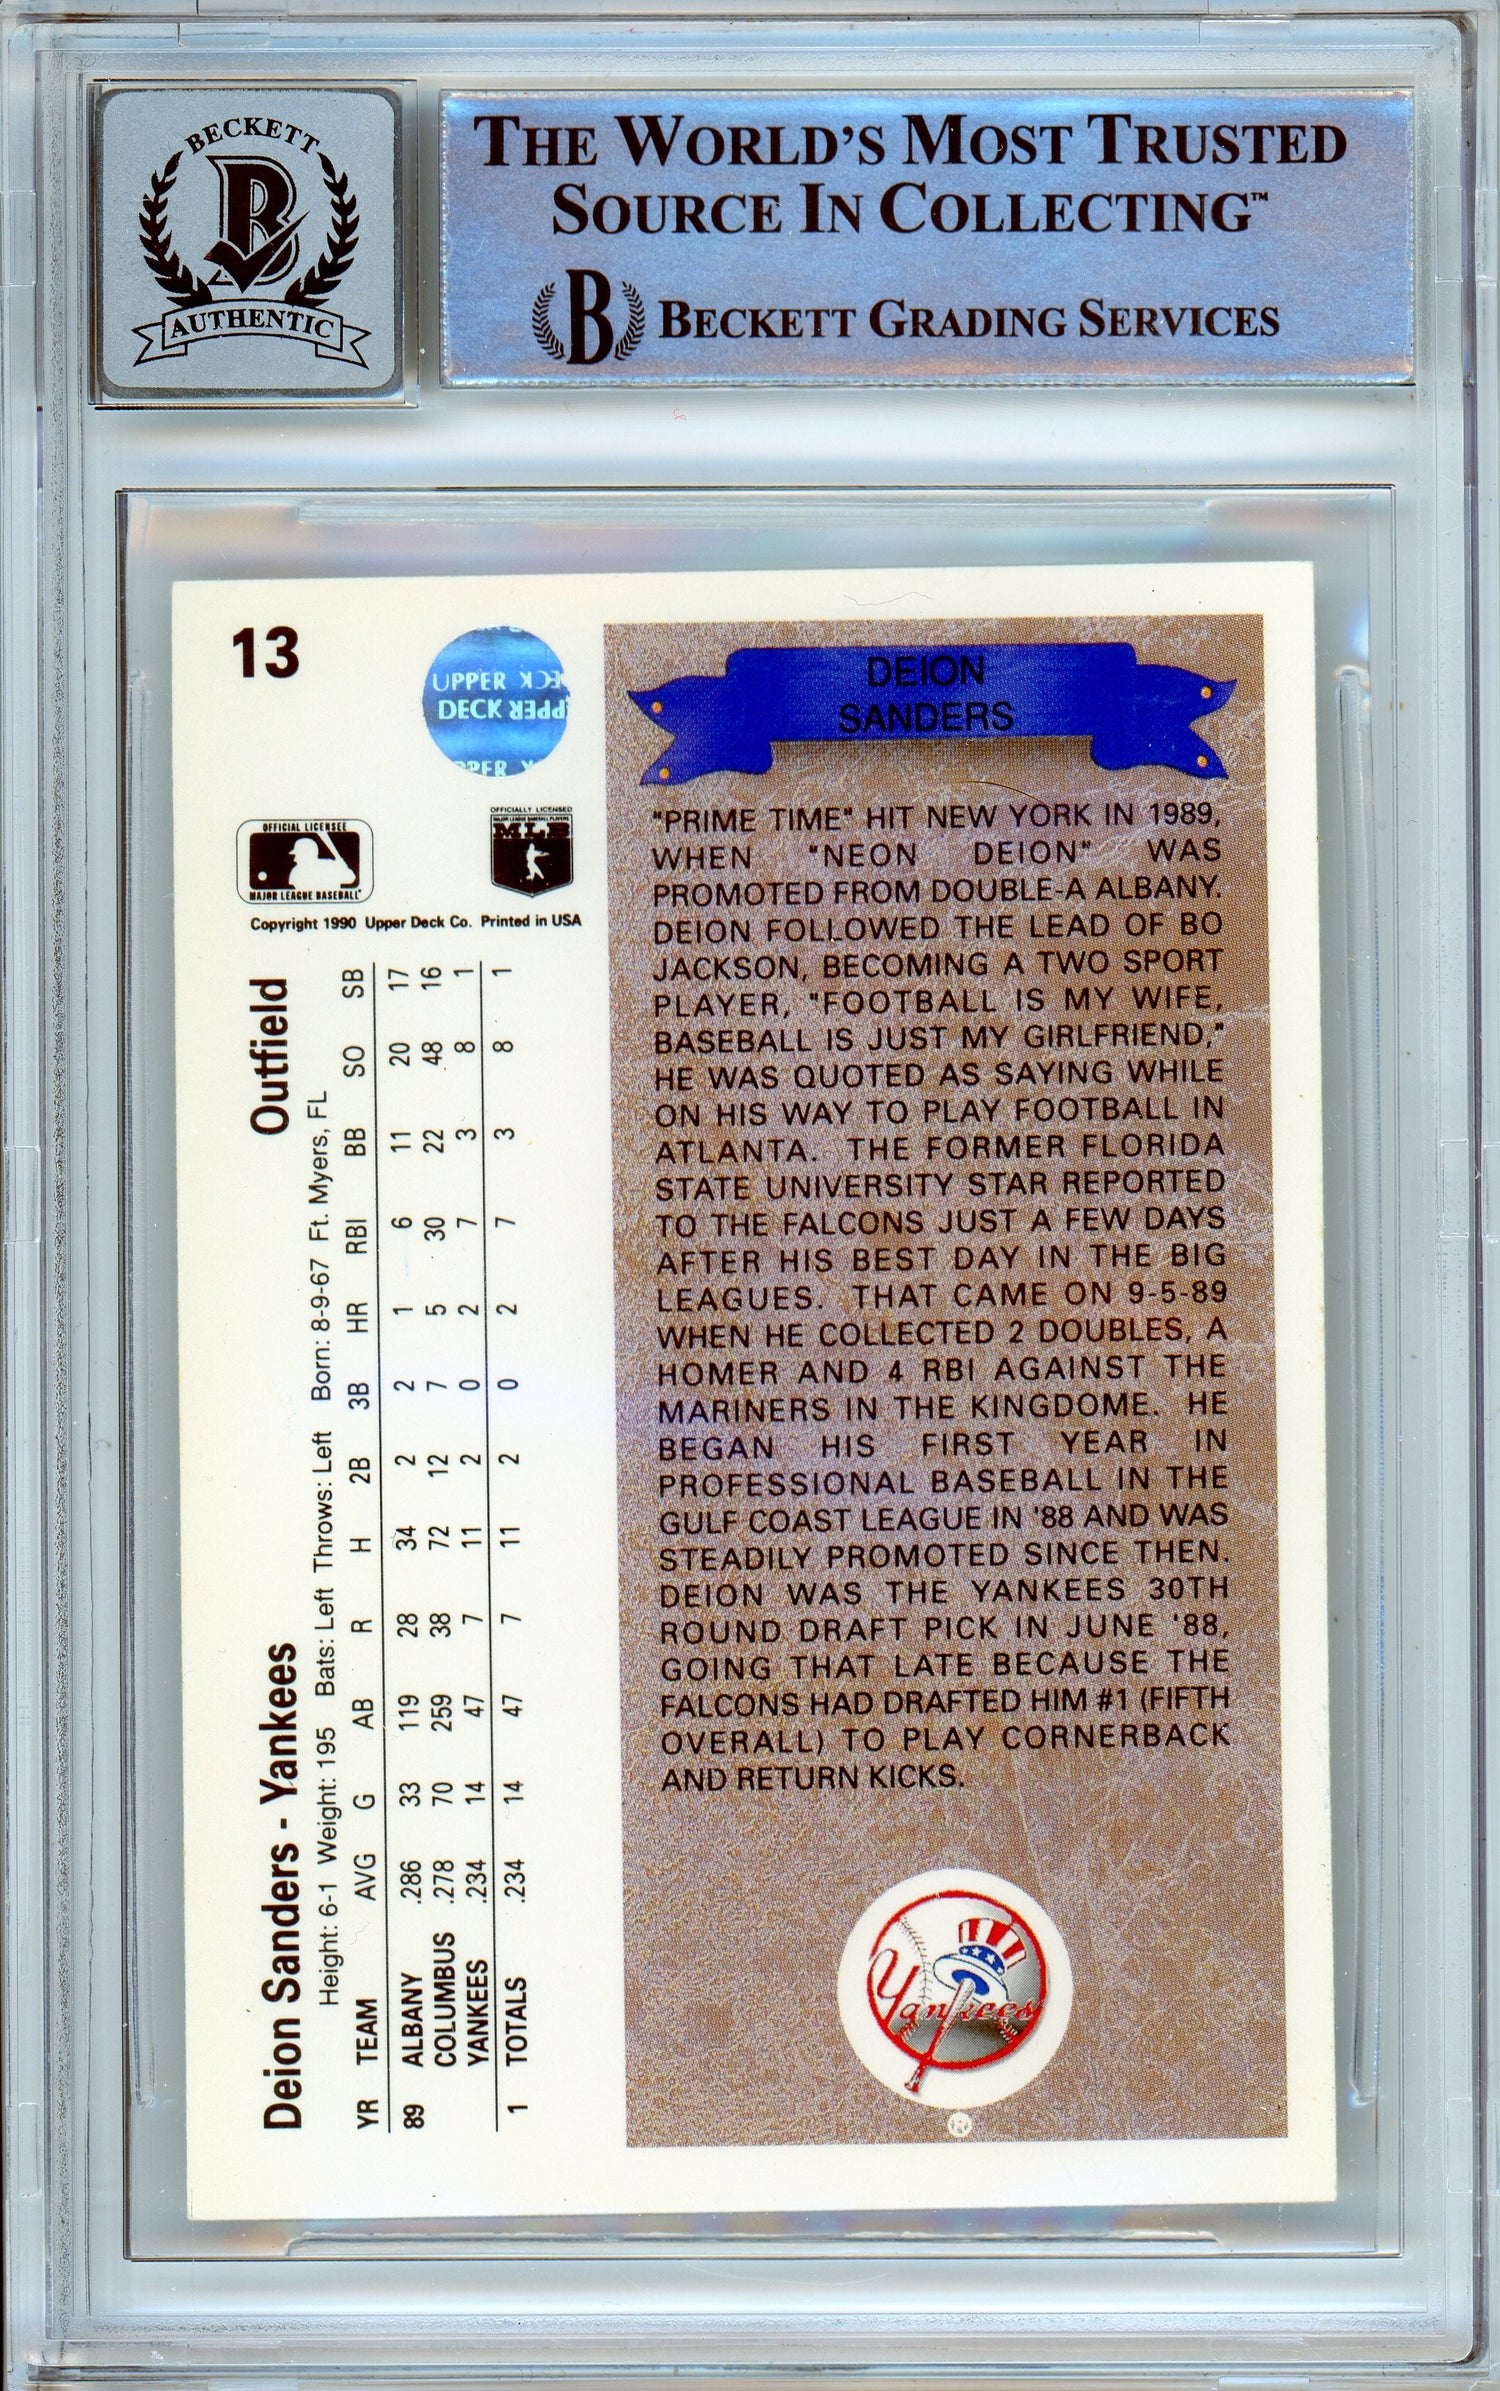 BECKETT
B
AUTHENTIC
THE WORLD'S MOST TRUSTED
SOURCE IN COLLECTING™
B BECKETT GRADING SERVICES
13
UPPER
DECK
OFFICIAL LICENSEE
MAJOR LEAGUE BASEBALL
OFFICIALLY LICENSED
MAJOR LEAGUE BASEBALL PLAYERS
MLB
Copyright 1990 Upper Deck Co. Printed in USA
Deion Sanders - Yankees Outfield
Height: 6-1 Weight: 195 Bats: Left Throws: Left Born: 8-9-67 Ft. Myers, FL
YR TEAM AVG G AB R H 2B 3B HR RBI BB SO SB
89 ALBANY .286 33 119 28 34 2 2 1 6 11 20 17
COLUMBUS .278 70 259 38 72 12 7 5 30 22 48 16
YANKEES .234 14 47 7 11 2 0 2 7 3 8 1
1 TOTALS .234 14 47 7 11 2 0 2 7 3 8 1
DEION
SANDERS
"PRIME TIME" HIT NEW YORK IN 1989,
WHEN "NEON DEION" WAS
PROMOTED FROM DOUBLE-A ALBANY.
DEION FOLLOWED THE LEAD OF BO
JACKSON, BECOMING A TWO SPORT
PLAYER, "FOOTBALL IS MY WIFE,
BASEBALL IS JUST MY GIRLFRIEND,"
HE WAS QUOTED AS SAYING WHILE
ON HIS WAY TO PLAY FOOTBALL IN
ATLANTA. THE FORMER FLORIDA
STATE UNIVERSITY STAR REPORTED
TO THE FALCONS JUST A FEW DAYS
AFTER HIS BEST DAY IN THE BIG
LEAGUES. THAT CAME ON 9-5-89
WHEN HE COLLECTED 2 DOUBLES, A
HOMER AND 4 RBI AGAINST THE
MARINERS IN THE KINGDOME. HE
BEGAN HIS FIRST YEAR IN
PROFESSIONAL BASEBALL IN THE
GULF COAST LEAGUE IN '88 AND WAS
STEADILY PROMOTED SINCE THEN.
DEION WAS THE YANKEES 30TH
ROUND DRAFT PICK IN JUNE '88,
GOING THAT LATE BECAUSE THE
FALCONS HAD DRAFTED HIM #1 (FIFTH
OVERALL) TO PLAY CORNERBACK
AND RETURN KICKS.
Yankees
®